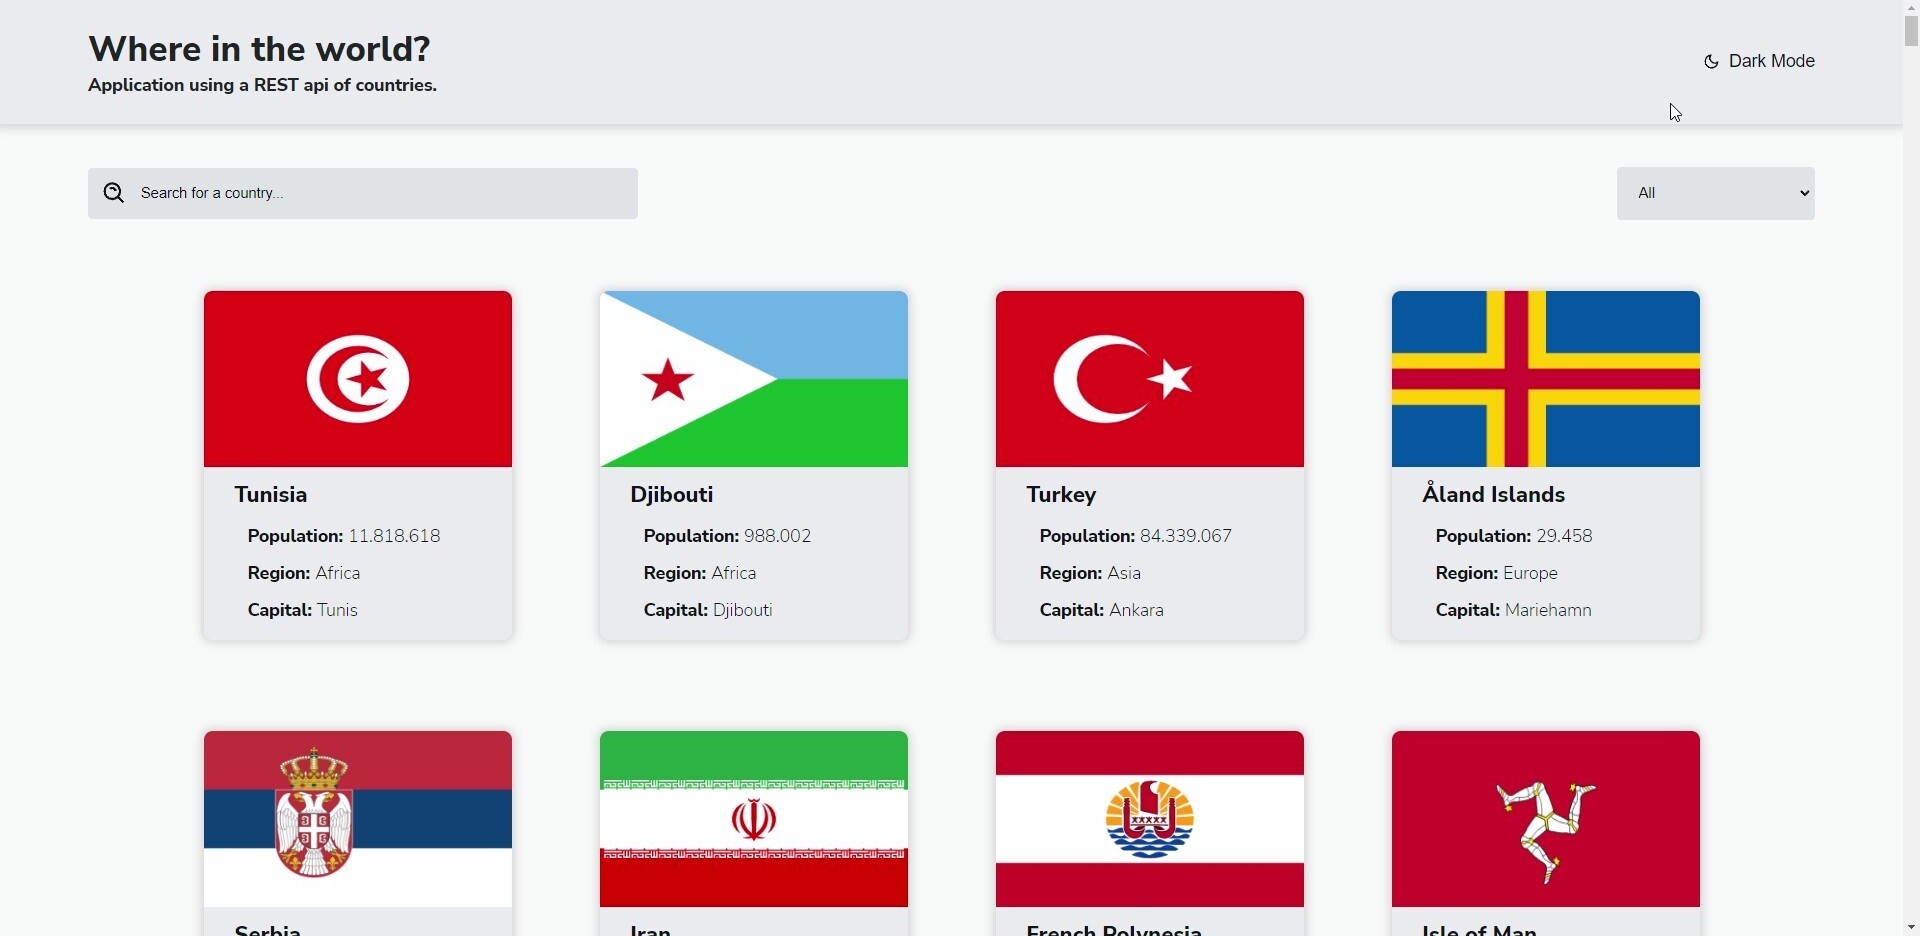 Where in the world?
Application using a REST api of countries.
Dark Mode
Search for a country...
All
Tunisia
Population: 11.818.618
Region: Africa
Capital: Tunis
Djibouti
Population: 988.002
Region: Africa
Capital: Djibouti
Turkey
Population: 84.339.067
Region: Asia
Capital: Ankara
Åland Islands
Population: 29.458
Region: Europe
Capital: Mariehamn
Serbia
Iran
French Polynesia
Isle of Man